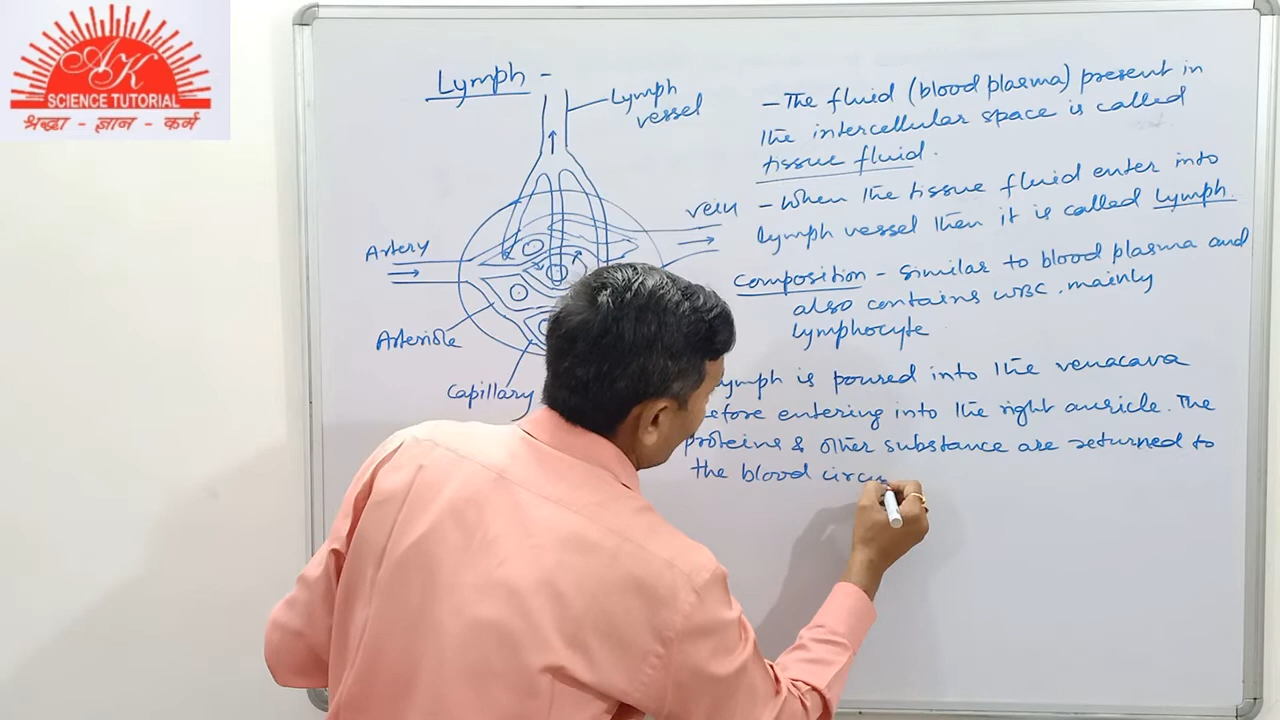 AK
SCIENCE TUTORIAL
श्रद्धा - ज्ञान - कर्म
Lymph -
Lymph
vessel
vein
Artery
Arteriole
Capillary
- The fluid (blood plasma) present in
the intercellular space is called
tissue fluid.
- When the tissue fluid enter into
lymph vessel then it is called lymph.
Composition - Similar to blood plasma and
also contains WBC, mainly
lymphocyte
ymph is poured into the venacava
efore entering into the right auricle. The
proteins & other substance are returned to
the blood circu